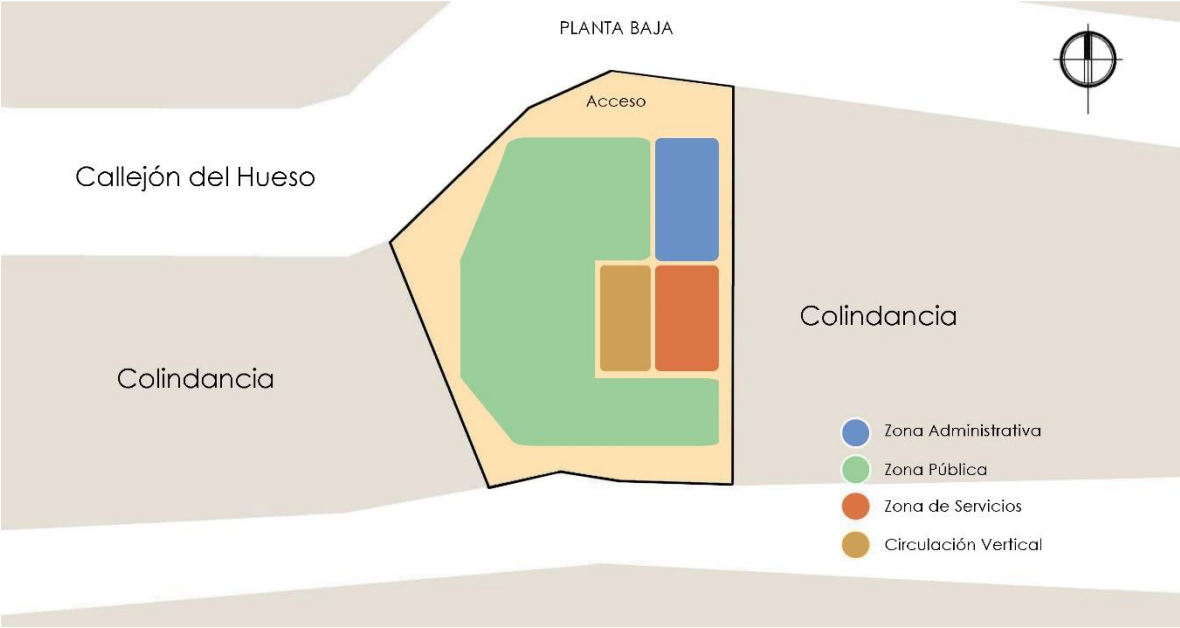 PLANTA BAJA
Acceso
Callejón del Hueso
Colindancia
Colindancia
Zona Administrativa
Zona Pública
Zona de Servicios
Circulación Vertical